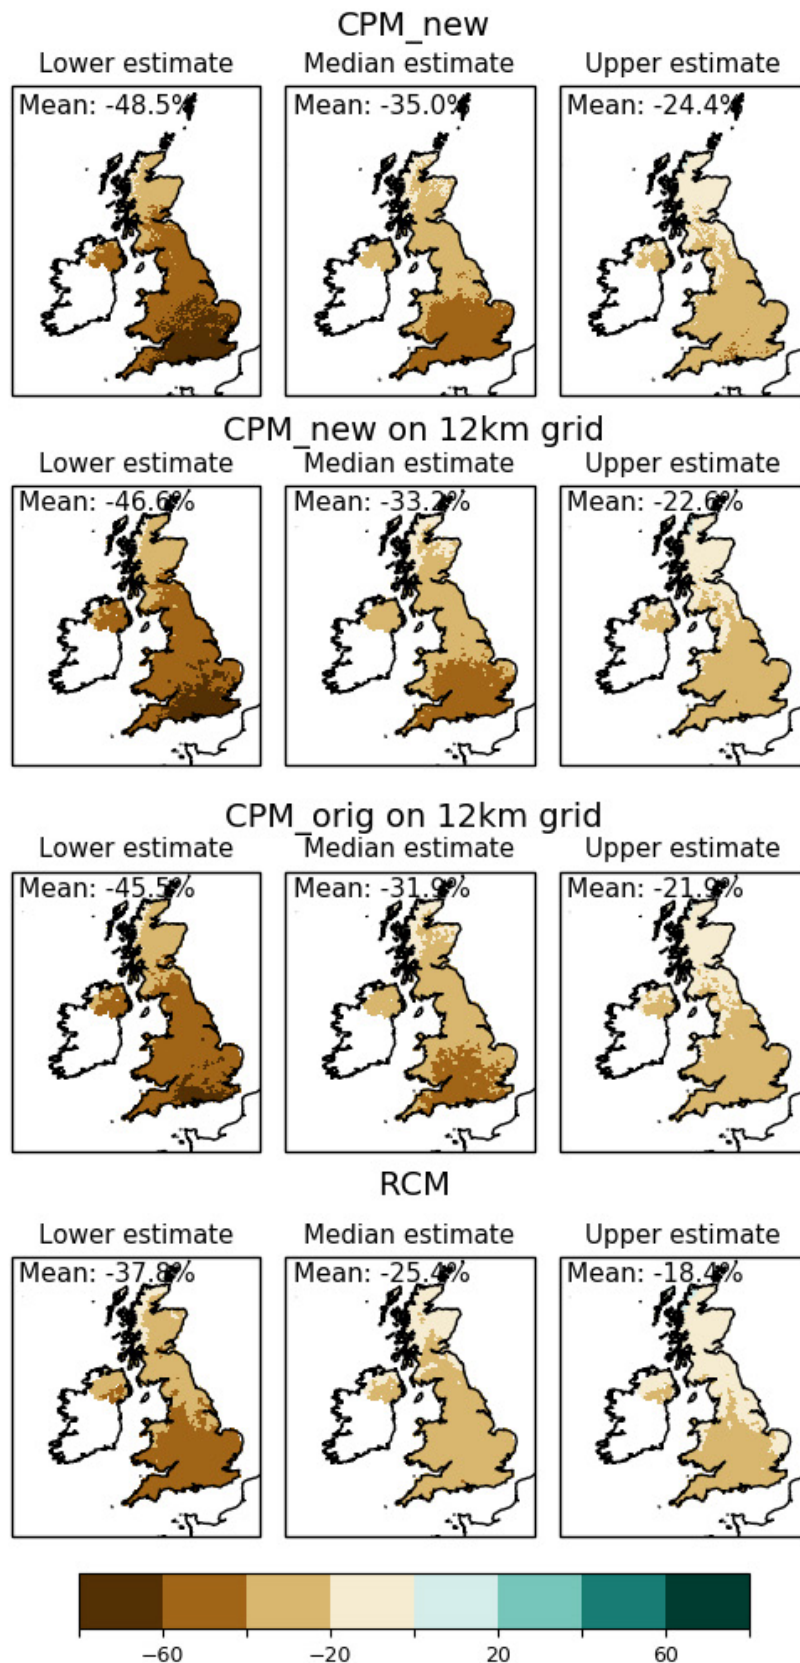 CPM_new
Lower estimate Median estimate Upper estimate
Mean: -48.5% Mean: -35.0% Mean: -24.4%
CPM_new on 12km grid
Lower estimate Median estimate Upper estimate
Mean: -46.6% Mean: -33.2% Mean: -22.6%
CPM_orig on 12km grid
Lower estimate Median estimate Upper estimate
Mean: -45.5% Mean: -31.9% Mean: -21.9%
RCM
Lower estimate Median estimate Upper estimate
Mean: -37.8% Mean: -25.4% Mean: -18.4%
−60 −20 20 60